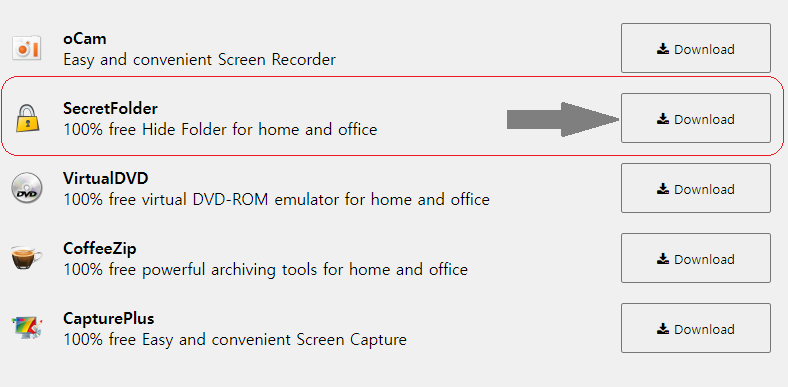 oCam
Easy and convenient Screen Recorder
Download
SecretFolder
100% free Hide Folder for home and office
Download
VirtualDVD
100% free virtual DVD-ROM emulator for home and office
Download
DVD
CoffeeZip
100% free powerful archiving tools for home and office
Download
CapturePlus
100% free Easy and convenient Screen Capture
Download